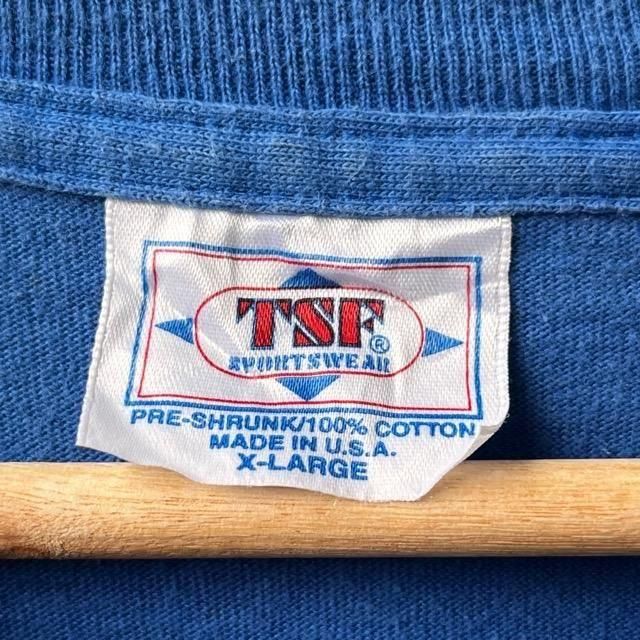 TSF®
SPORTSWEAR
PRE-SHRUNK/100% COTTON
MADE IN U.S.A.
X-LARGE